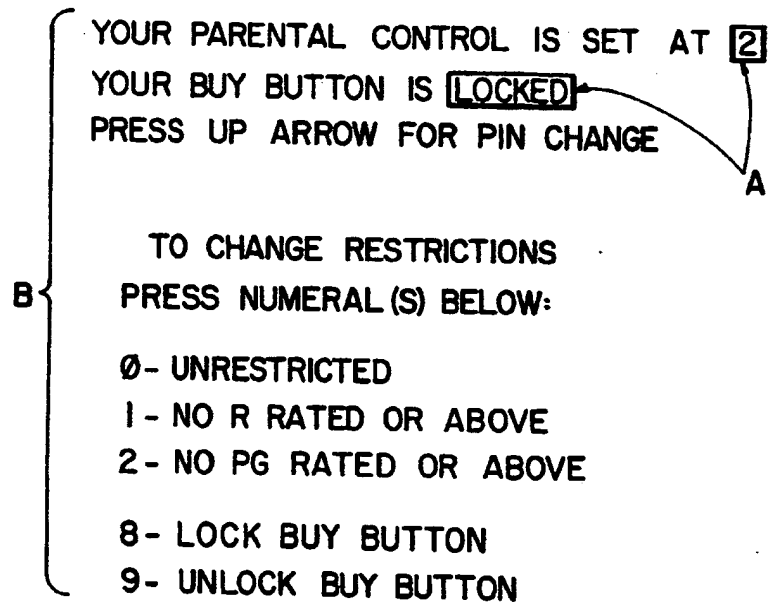 YOUR PARENTAL CONTROL IS SET AT 2
YOUR BUY BUTTON IS LOCKED
PRESS UP ARROW FOR PIN CHANGE
A
TO CHANGE RESTRICTIONS
B
PRESS NUMERAL(S) BELOW:
0- UNRESTRICTED
1- NO R RATED OR ABOVE
2- NO PG RATED OR ABOVE
8- LOCK BUY BUTTON
9- UNLOCK BUY BUTTON